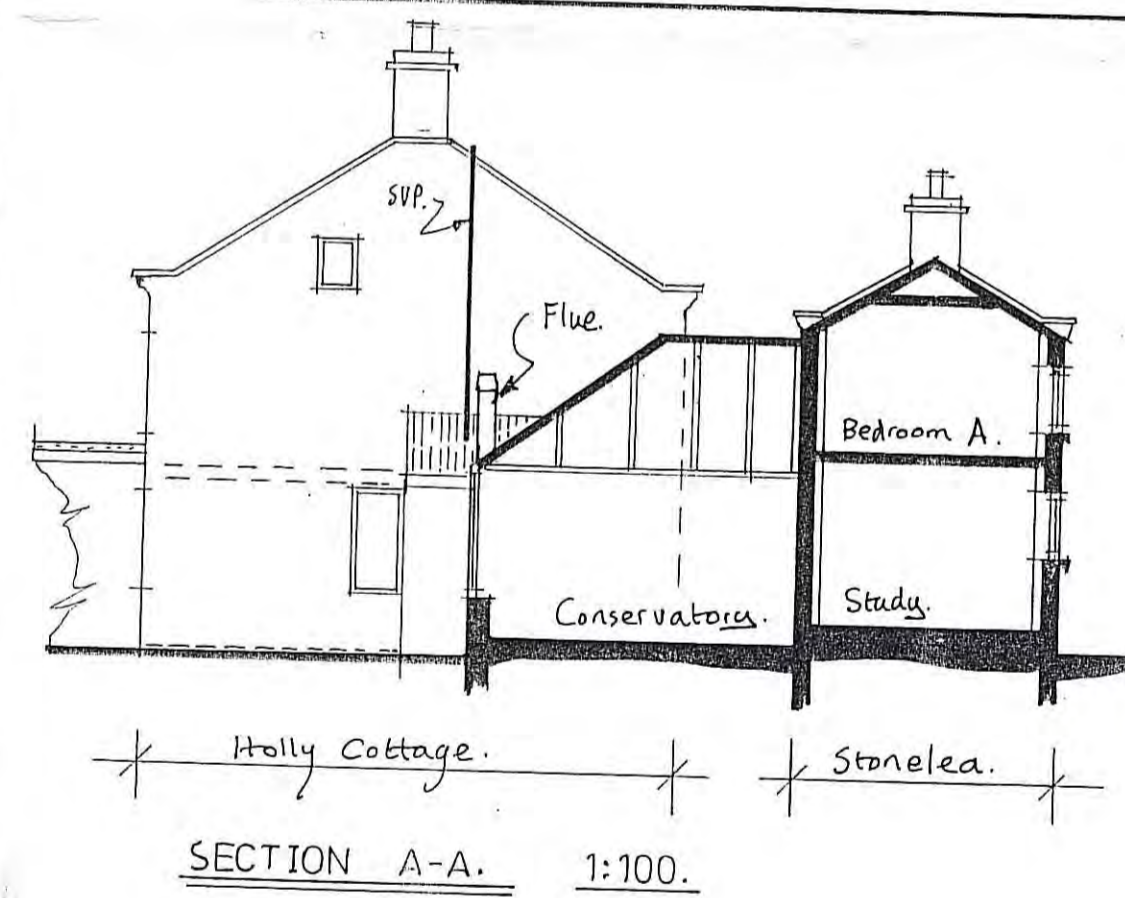 SVP.
Flue.
Bedroom A.
Conservatory.
Study.
Holly Cottage.
Stonelea.
SECTION A-A. 1:100.